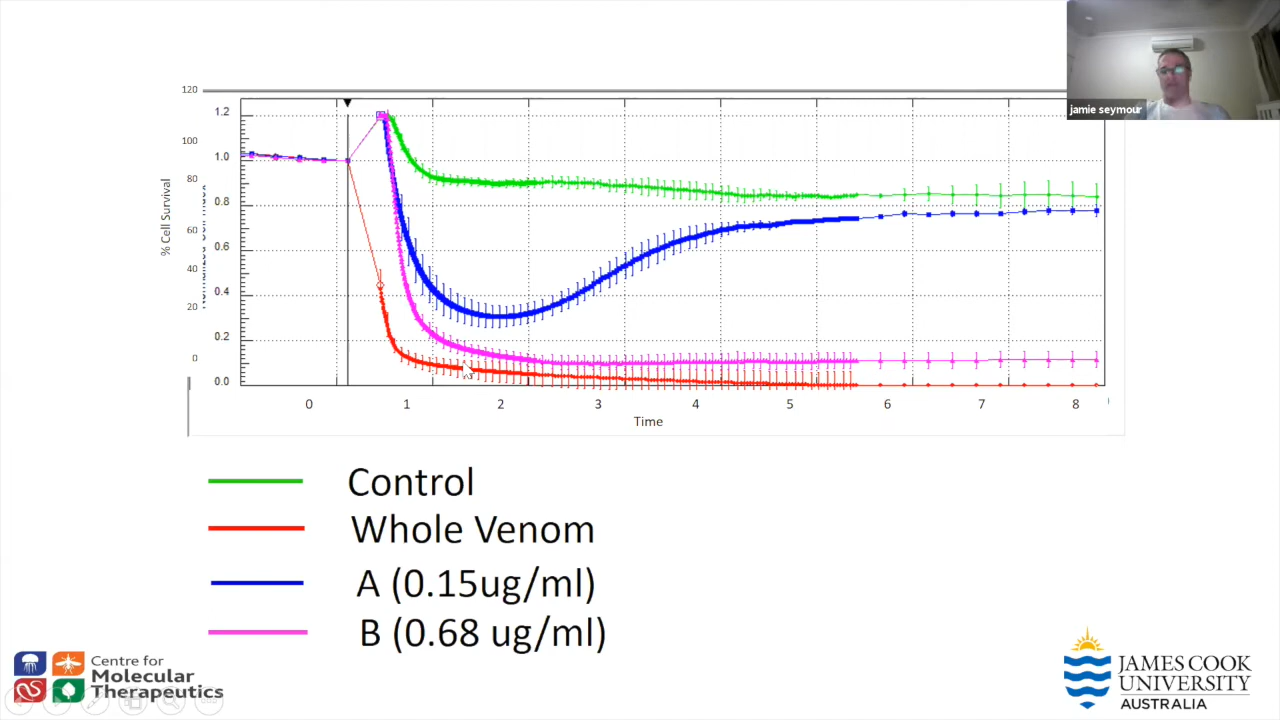 jamie seymour
120
100
80
60
40
20
0
% Cell Survival
1.2
1.0
0.8
0.6
0.4
0.2
0.0
0 1 2 3 4 5 6 7 8
Time
Control
Whole Venom
A (0.15ug/ml)
B (0.68 ug/ml)
Centre for
Molecular
Therapeutics
JAMES COOK
UNIVERSITY
AUSTRALIA